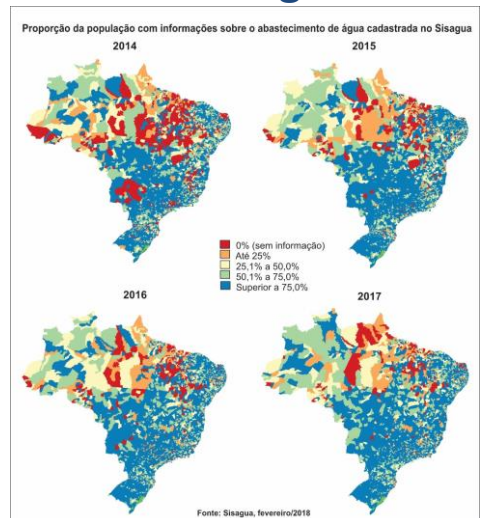 Proporção da população com informações sobre o abastecimento de água cadastrada no Sisagua
2014
2015
0% (sem informação)
Até 25%
25,1% a 50,0%
50,1% a 75,0%
Superior a 75,0%
2016
2017
Fonte: Sisagua, fevereiro/2018